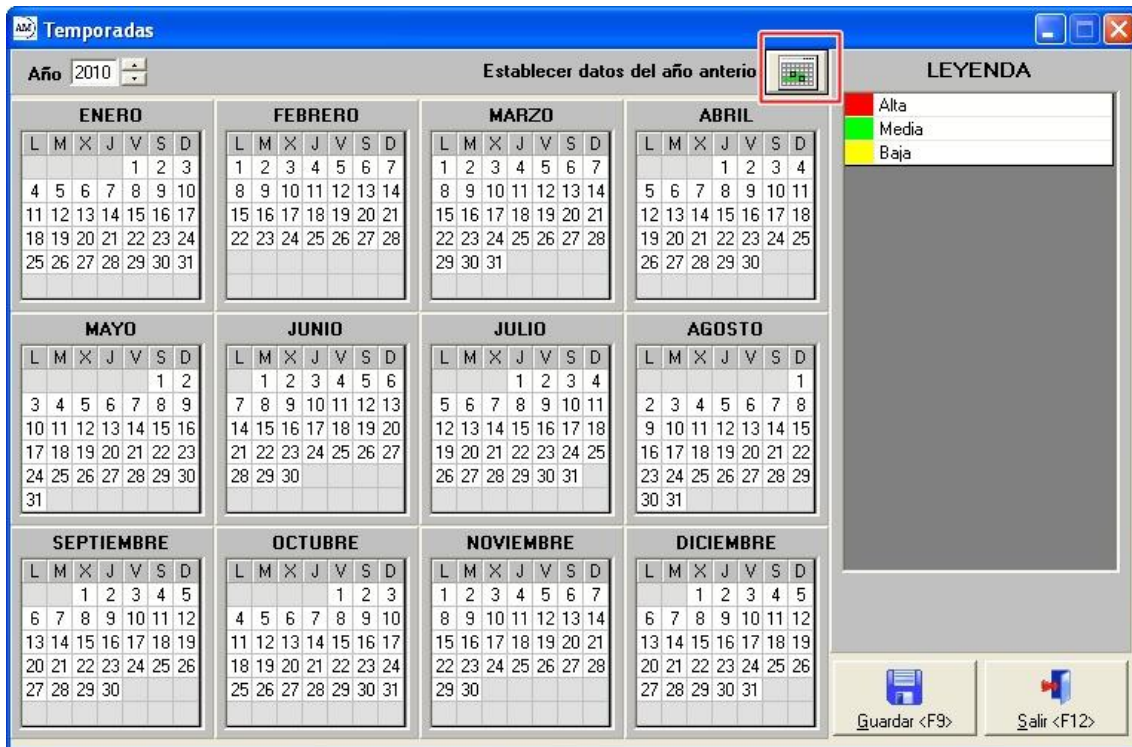 Temporadas
Año 2010 Establecer datos del año anterio
LEYENDA
Alta
Media
Baja
ENERO
L M X J V S D
1 2 3
4 5 6 7 8 9 10
11 12 13 14 15 16 17
18 19 20 21 22 23 24
25 26 27 28 29 30 31
FEBRERO
L M X J V S D
1 2 3 4 5 6 7
8 9 10 11 12 13 14
15 16 17 18 19 20 21
22 23 24 25 26 27 28
MARZO
L M X J V S D
1 2 3 4 5 6 7
8 9 10 11 12 13 14
15 16 17 18 19 20 21
22 23 24 25 26 27 28
29 30 31
ABRIL
L M X J V S D
1 2 3 4
5 6 7 8 9 10 11
12 13 14 15 16 17 18
19 20 21 22 23 24 25
26 27 28 29 30
MAYO
L M X J V S D
1 2
3 4 5 6 7 8 9
10 11 12 13 14 15 16
17 18 19 20 21 22 23
24 25 26 27 28 29 30
31
JUNIO
L M X J V S D
1 2 3 4 5 6
7 8 9 10 11 12 13
14 15 16 17 18 19 20
21 22 23 24 25 26 27
28 29 30
JULIO
L M X J V S D
1 2 3 4
5 6 7 8 9 10 11
12 13 14 15 16 17 18
19 20 21 22 23 24 25
26 27 28 29 30 31
AGOSTO
L M X J V S D
1
2 3 4 5 6 7 8
9 10 11 12 13 14 15
16 17 18 19 20 21 22
23 24 25 26 27 28 29
30 31
SEPTIEMBRE
L M X J V S D
1 2 3 4 5
6 7 8 9 10 11 12
13 14 15 16 17 18 19
20 21 22 23 24 25 26
27 28 29 30
OCTUBRE
L M X J V S D
1 2 3
4 5 6 7 8 9 10
11 12 13 14 15 16 17
18 19 20 21 22 23 24
25 26 27 28 29 30 31
NOVIEMBRE
L M X J V S D
1 2 3 4 5 6 7
8 9 10 11 12 13 14
15 16 17 18 19 20 21
22 23 24 25 26 27 28
29 30
DICIEMBRE
L M X J V S D
1 2 3 4 5
6 7 8 9 10 11 12
13 14 15 16 17 18 19
20 21 22 23 24 25 26
27 28 29 30 31
Guardar <F9> Salir <F12>